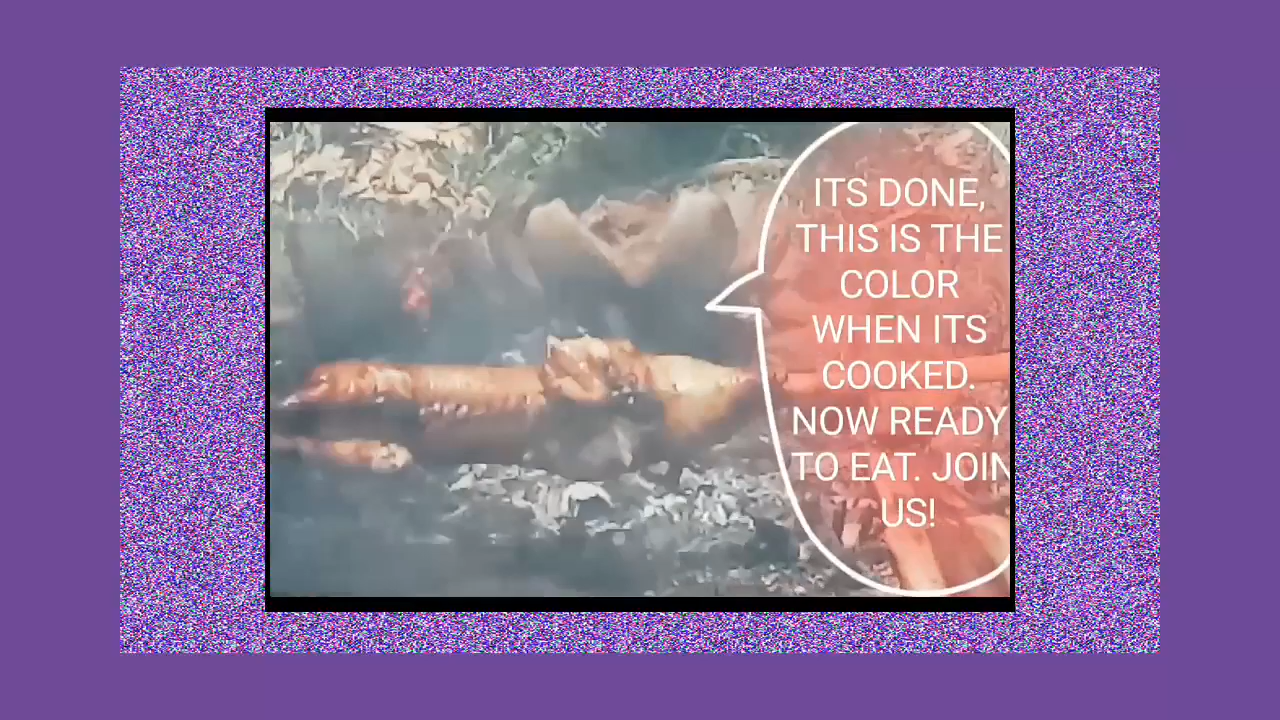 ITS DONE,
THIS IS THE
COLOR
WHEN ITS
COOKED.
NOW READY
TO EAT. JOIN
US!